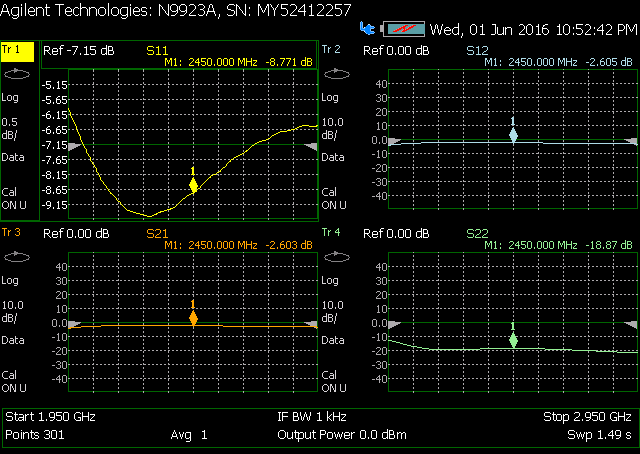 Agilent Technologies: N9923A, SN: MY52412257
Wed, 01 Jun 2016 10:52:42 PM
Tr 1
Ref -7.15 dB S11
M1: 2450.000 MHz -8.771 dB
Log
0.5
dB/
Data
Cal
ON U
-5.15
-5.65
-6.15
-6.65
-7.15
-7.65
-8.15
-8.65
-9.15
1
Tr 2
Ref 0.00 dB S12
M1: 2450.000 MHz -2.605 dB
Log
10.0
dB/
Data
Cal
ON U
40
30
20
10
0.0
-10
-20
-30
-40
1
Tr 3
Ref 0.00 dB S21
M1: 2450.000 MHz -2.603 dB
Log
10.0
dB/
Data
Cal
ON U
40
30
20
10
0.0
-10
-20
-30
-40
1
Tr 4
Ref 0.00 dB S22
M1: 2450.000 MHz -18.87 dB
Log
10.0
dB/
Data
Cal
ON U
40
30
20
10
0.0
-10
-20
-30
-40
1
Start 1.950 GHz IF BW 1 kHz Stop 2.950 GHz
Points 301 Avg 1 Output Power 0.0 dBm Swp 1.49 s